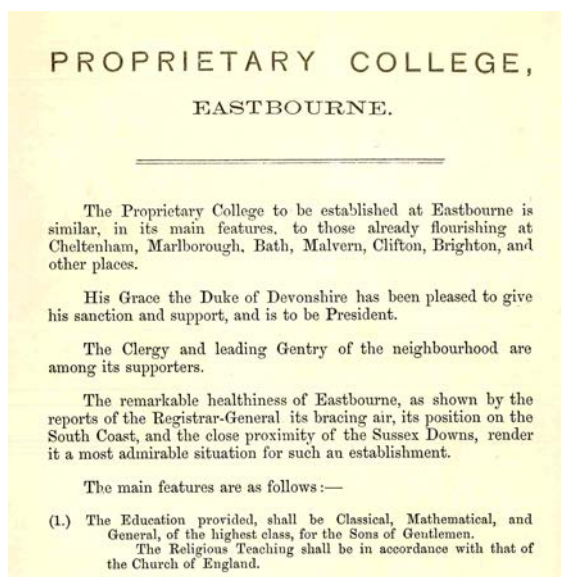 PROPRIETARY COLLEGE,
EASTBOURNE.
The Proprietary College to be established at Eastbourne is
similar, in its main features, to those already flourishing at
Cheltenham, Marlborough, Bath, Malvern, Clifton, Brighton, and
other places.
His Grace the Duke of Devonshire has been pleased to give
his sanction and support, and is to be President.
The Clergy and leading Gentry of the neighbourhood are
among its supporters.
The remarkable healthiness of Eastbourne, as shown by the
reports of the Registrar-General its bracing air, its position on the
South Coast, and the close proximity of the Sussex Downs, render
it a most admirable situation for such an establishment.
The main features are as follows:—
(1.) The Education provided, shall be Classical, Mathematical, and
General, of the highest class, for the Sons of Gentlemen.
The Religious Teaching shall be in accordance with that of
the Church of England.